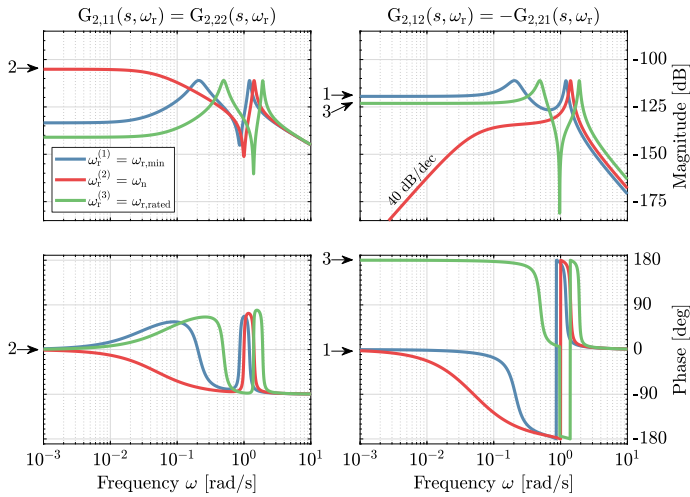 G₂,₁₁(s, ωᵣ) = G₂,₂₂(s, ωᵣ)
G₂,₁₂(s, ωᵣ) = −G₂,₂₁(s, ωᵣ)
2
1
3
-100
-125
-150
-175
Magnitude [dB]
ωᵣ⁽¹⁾ = ωᵣ,min
ωᵣ⁽²⁾ = ωₙ
ωᵣ⁽³⁾ = ωᵣ,rated
40 dB/dec
2
3
1
180
90
0
-90
-180
Phase [deg]
10⁻³ 10⁻² 10⁻¹ 10⁰ 10¹
10⁻³ 10⁻² 10⁻¹ 10⁰ 10¹
Frequency ω [rad/s]
Frequency ω [rad/s]